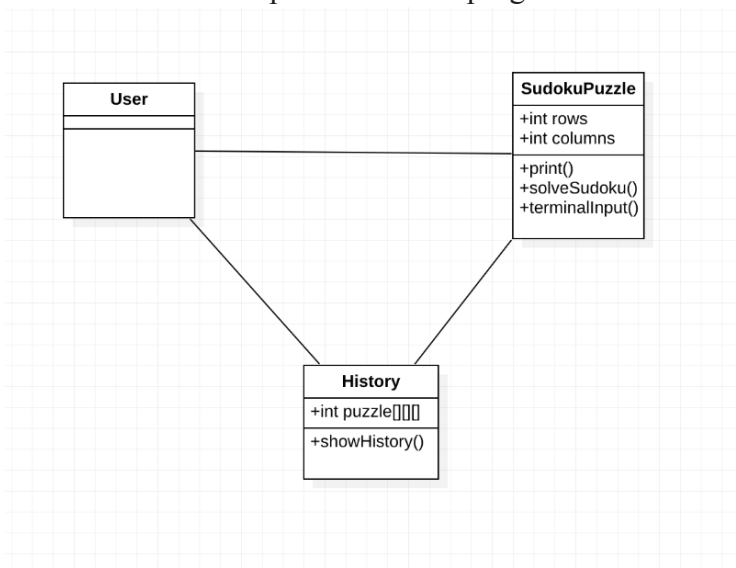 User
SudokuPuzzle
+int rows
+int columns
+print()
+solveSudoku()
+terminalInput()
History
+int puzzle[][][]
+showHistory()